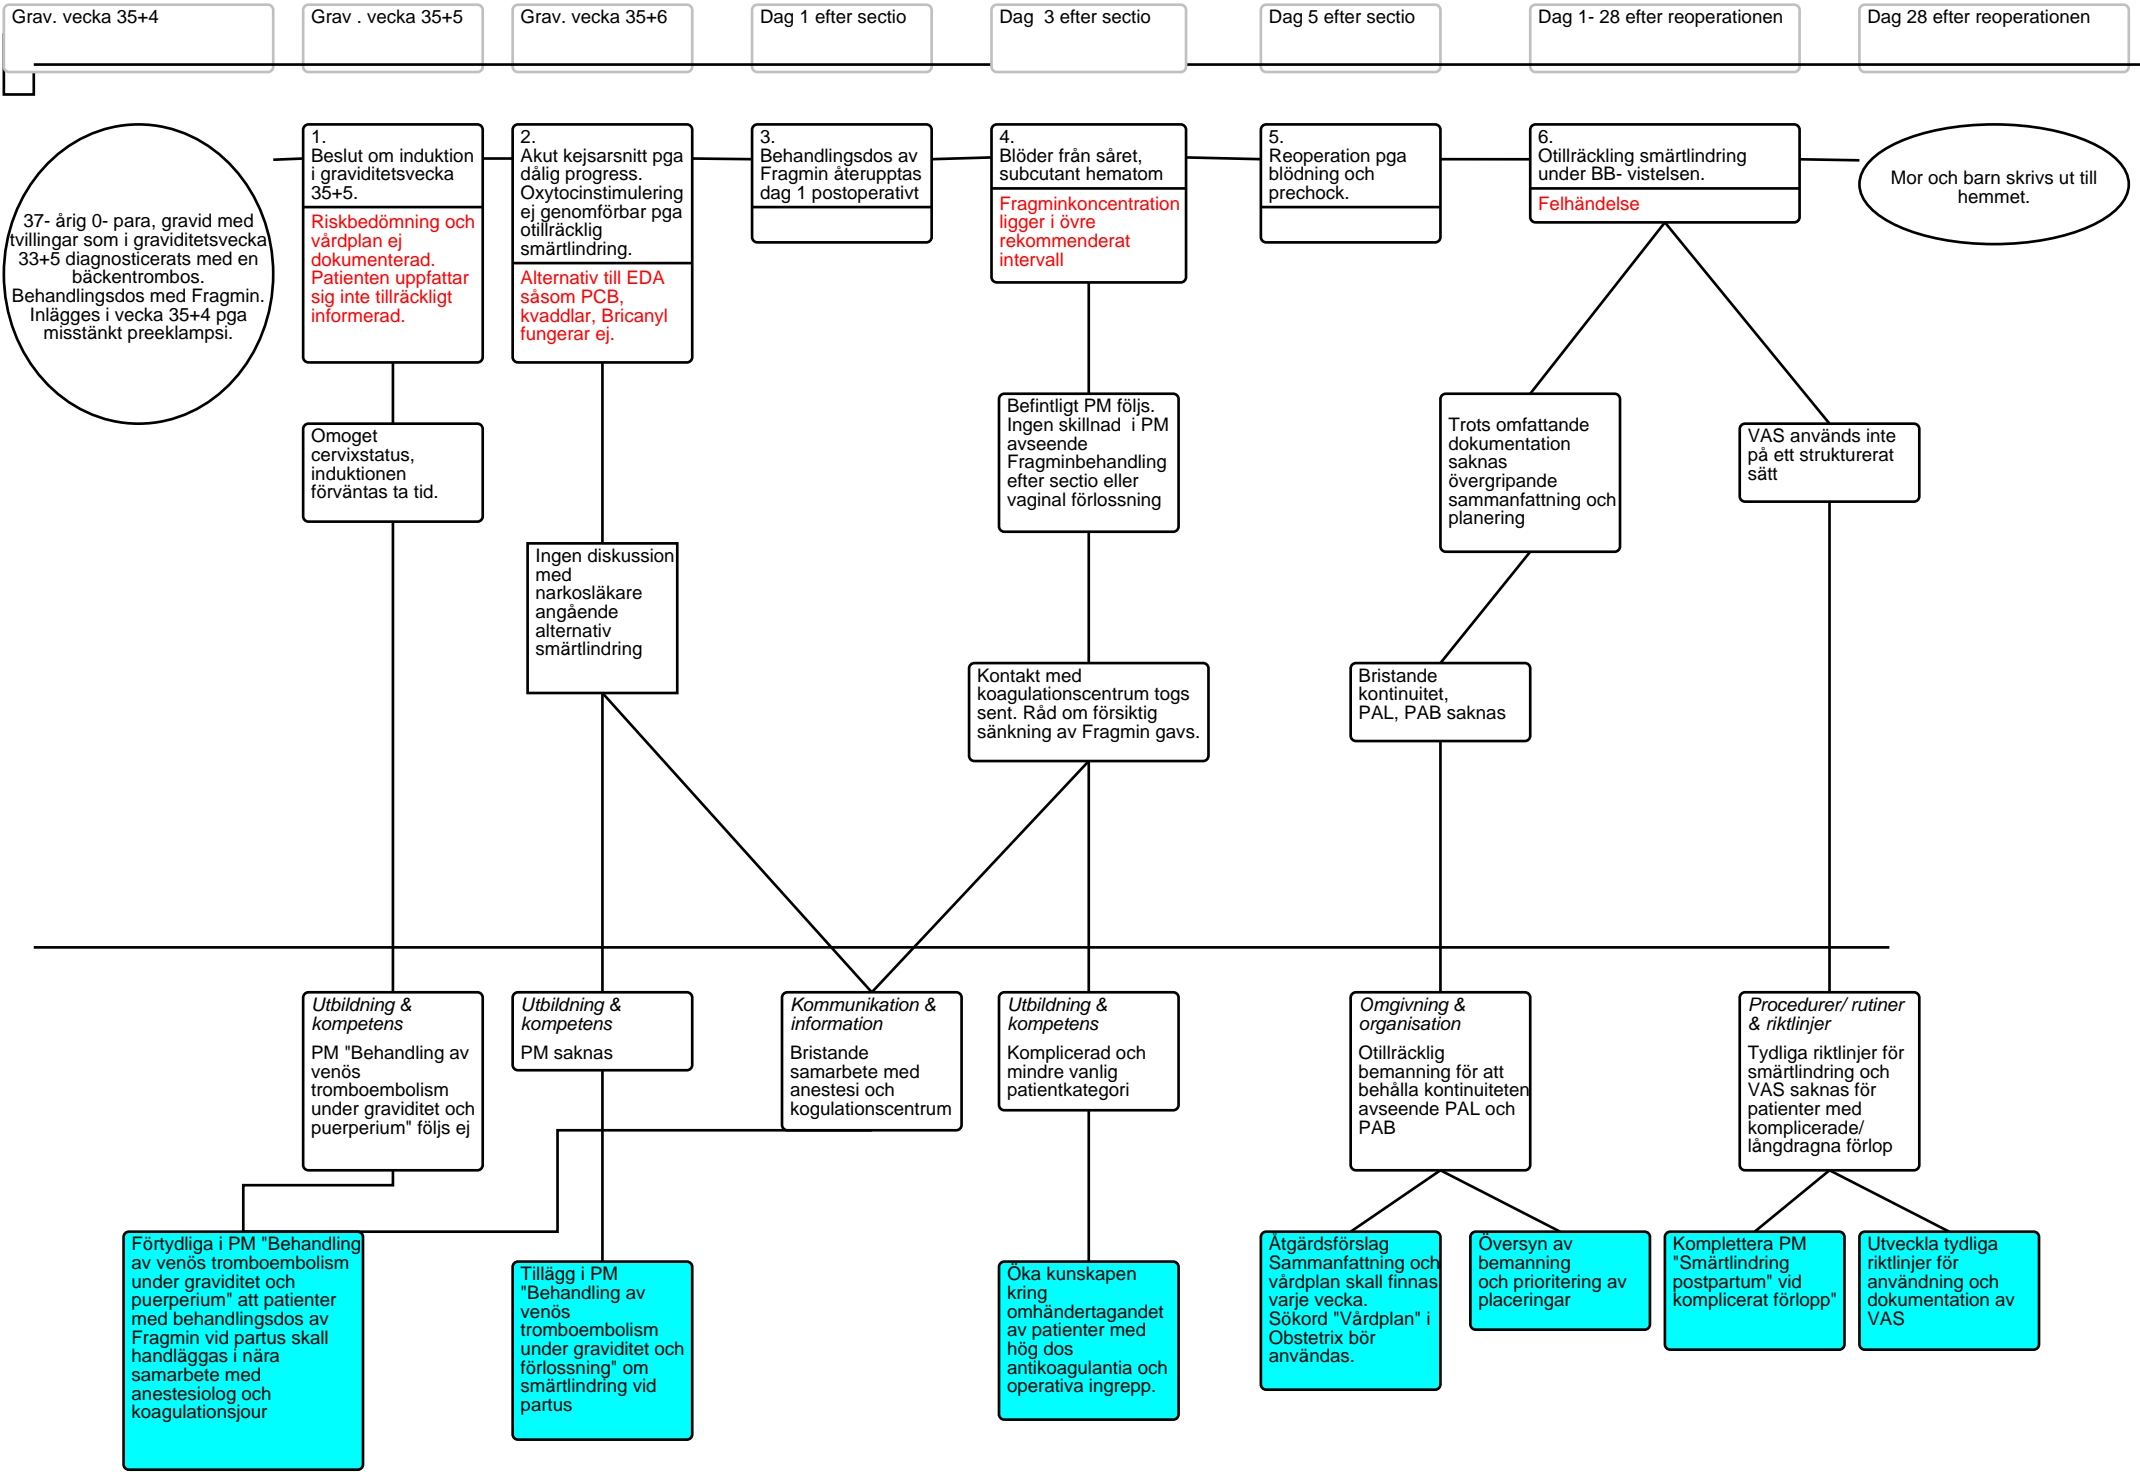 Grav. vecka 35+4
Grav . vecka 35+5
Grav. vecka 35+6
Dag 1 efter sectio
Dag  3 efter sectio
Dag 5 efter sectio
Dag 1- 28 efter reoperationen
Dag 28 efter reoperationen
37- årig 0- para, gravid med
tvillingar som i graviditetsvecka
33+5 diagnosticerats med en
bäckentrombos.
Behandlingsdos med Fragmin.
Inlägges i vecka 35+4 pga
misstänkt preeklampsi.
1.
Beslut om induktion
i graviditetsvecka
35+5.
Riskbedömning och
vårdplan ej
dokumenterad.
Patienten uppfattar
sig inte tillräckligt
informerad.
2.
Akut kejsarsnitt pga
dålig progress.
Oxytocinstimulering
ej genomförbar pga
otillräcklig
smärtlindring.
Alternativ till EDA
såsom PCB,
kvaddlar, Bricanyl
fungerar ej.
3.
Behandlingsdos av
Fragmin återupptas
dag 1 postoperativt
4.
Blöder från såret,
subcutant hematom
Fragminkoncentration
ligger i övre
rekommenderat
intervall
5.
Reoperation pga
blödning och
prechock.
6.
Otillräckling smärtlindring
under BB- vistelsen.
Felhändelse
Mor och barn skrivs ut till
hemmet.
Omoget
cervixstatus,
induktionen
förväntas ta tid.
Ingen diskussion
med
narkosläkare
angående
alternativ
smärtlindring
Befintligt PM följs.
Ingen skillnad  i PM
avseende
Fragminbehandling
efter sectio eller
vaginal förlossning
Kontakt med
koagulationscentrum togs
sent. Råd om försiktig
sänkning av Fragmin gavs.
Trots omfattande
dokumentation
saknas
övergripande
sammanfattning och
planering
VAS används inte
på ett strukturerat
sätt
Bristande
kontinuitet,
PAL, PAB saknas
Utbildning &
kompetens
PM "Behandling av
venös
tromboembolism
under graviditet och
puerperium" följs ej
Utbildning &
kompetens
PM saknas
Kommunikation &
information
Bristande
samarbete med
anestesi och
kogulationscentrum
Utbildning &
kompetens
Komplicerad och
mindre vanlig
patientkategori
Omgivning &
organisation
Otillräcklig
bemanning för att
behålla kontinuiteten
avseende PAL och
PAB
Procedurer/ rutiner
& riktlinjer
Tydliga riktlinjer för
smärtlindring och
VAS saknas för
patienter med
komplicerade/
långdragna förlop
Förtydliga i PM "Behandling
av venös tromboembolism
under graviditet och
puerperium" att patienter
med behandlingsdos av
Fragmin vid partus skall
handläggas i nära
samarbete med
anestesiolog och
koagulationsjour
Tillägg i PM
"Behandling av
venös
tromboembolism
under graviditet och
förlossning" om
smärtlindring vid
partus
Öka kunskapen
kring
omhändertagandet
av patienter med
hög dos
antikoagulantia och
operativa ingrepp.
Åtgärdsförslag
Sammanfattning och
vårdplan skall finnas
varje vecka.
Sökord "Vårdplan" i
Obstetrix bör
användas.
Översyn av
bemanning
och prioritering av
placeringar
Komplettera PM
"Smärtlindring
postpartum" vid
komplicerat förlopp"
Utveckla tydliga
riktlinjer för
användning och
dokumentation av
VAS